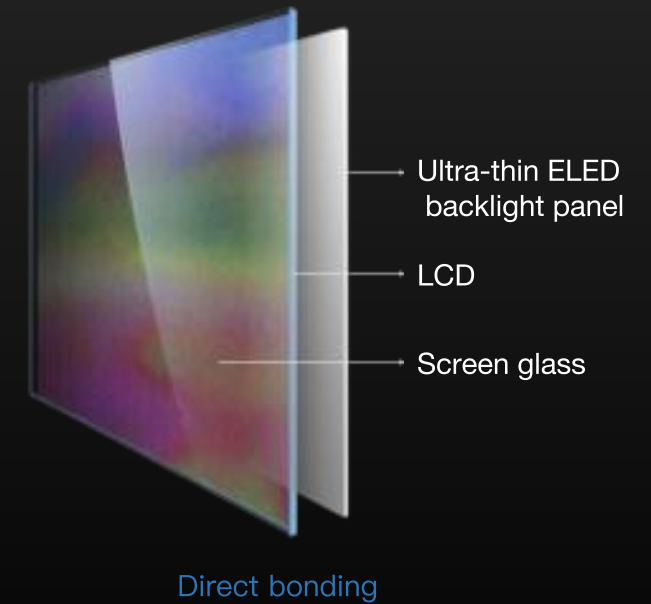 Ultra-thin ELED
backlight panel
LCD
Screen glass
Direct bonding